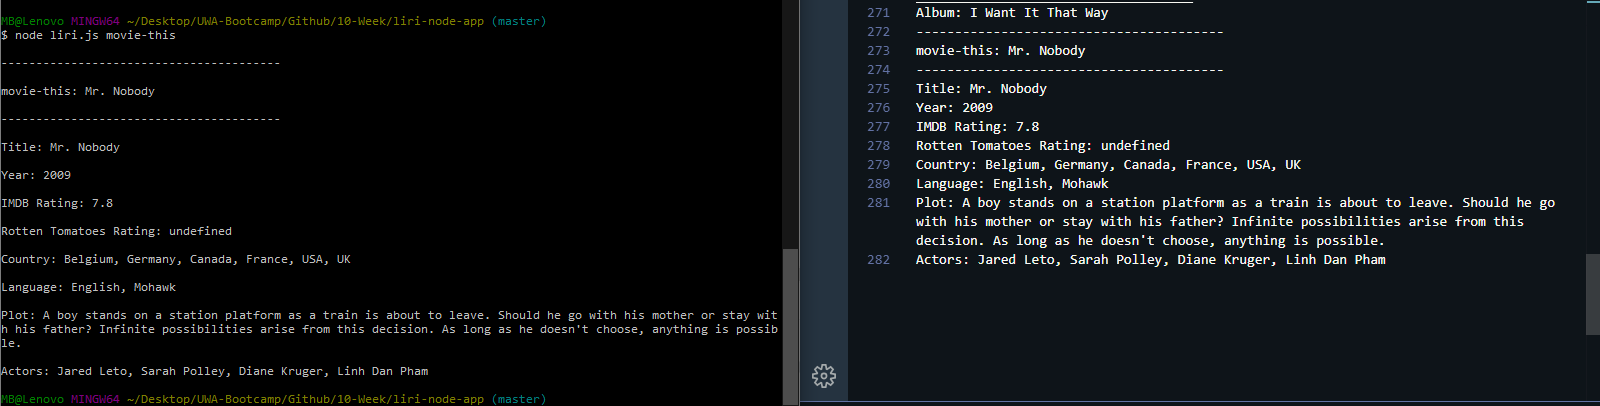 MB@Lenovo MINGW64 ~/Desktop/UWA-Bootcamp/Github/10-Week/liri-node-app (master)
$ node liri.js movie-this
----------------------------------------
movie-this: Mr. Nobody
----------------------------------------
Title: Mr. Nobody
Year: 2009
IMDB Rating: 7.8
Rotten Tomatoes Rating: undefined
Country: Belgium, Germany, Canada, France, USA, UK
Language: English, Mohawk
Plot: A boy stands on a station platform as a train is about to leave. Should he go with his mother or stay wit
h his father? Infinite possibilities arise from this decision. As long as he doesn't choose, anything is possib
le.
Actors: Jared Leto, Sarah Polley, Diane Kruger, Linh Dan Pham
MB@Lenovo MINGW64 ~/Desktop/UWA-Bootcamp/Github/10-Week/liri-node-app (master)
271 Album: I Want It That Way
272 ----------------------------------------
273 movie-this: Mr. Nobody
274 ----------------------------------------
275 Title: Mr. Nobody
276 Year: 2009
277 IMDB Rating: 7.8
278 Rotten Tomatoes Rating: undefined
279 Country: Belgium, Germany, Canada, France, USA, UK
280 Language: English, Mohawk
281 Plot: A boy stands on a station platform as a train is about to leave. Should he go
with his mother or stay with his father? Infinite possibilities arise from this
decision. As long as he doesn't choose, anything is possible.
282 Actors: Jared Leto, Sarah Polley, Diane Kruger, Linh Dan Pham